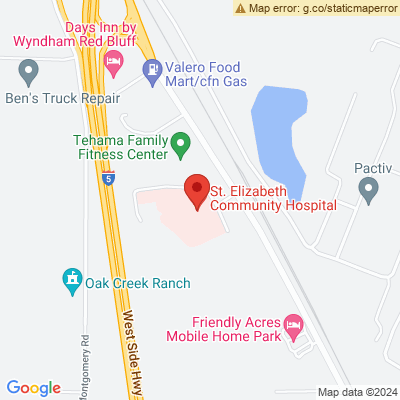 Map error: g.co/staticmaperror
Days Inn by
Wyndham Red Bluff
Valero Food
Mart/cfn Gas
Ben's Truck Repair
Tehama Family
Fitness Center
Pactiv
5
St. Elizabeth
Community Hospital
Oak Creek Ranch
West Side Hwy
Montgomery Rd
Friendly Acres
Mobile Home Park
Google
Map data ©2024